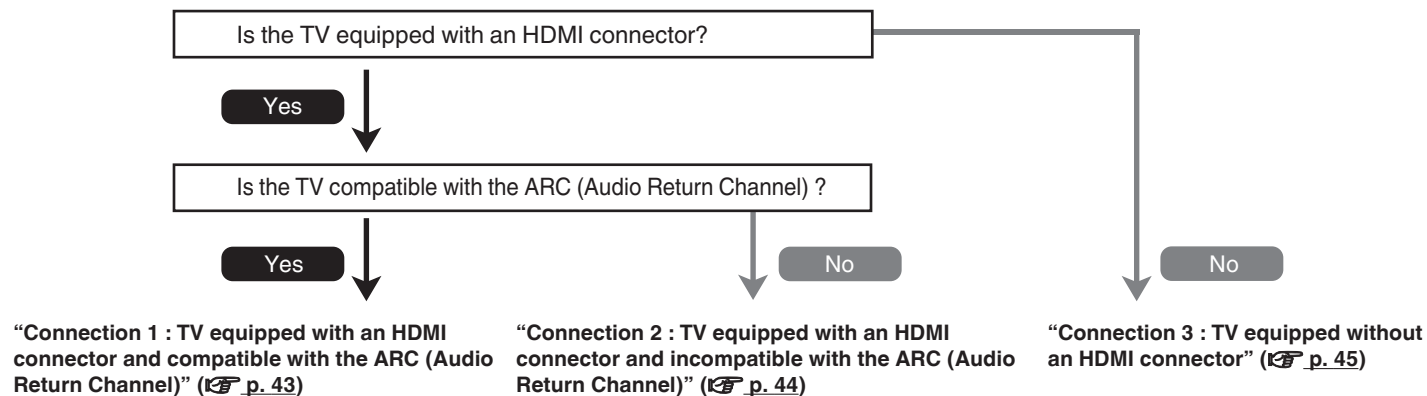 Is the TV equipped with an HDMI connector?
Yes
Is the TV compatible with the ARC (Audio Return Channel) ?
Yes
No
No
“Connection 1 : TV equipped with an HDMI
connector and compatible with the ARC (Audio
Return Channel)” (☞ p. 43)
“Connection 2 : TV equipped with an HDMI
connector and incompatible with the ARC (Audio
Return Channel)” (☞ p. 44)
“Connection 3 : TV equipped without
an HDMI connector” (☞ p. 45)